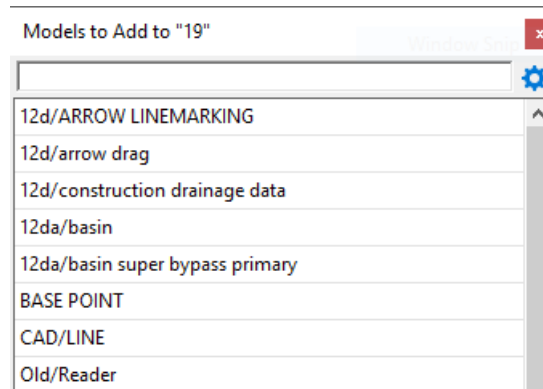 Models to Add to "19"
Window Snip
12d/ARROW LINEMARKING
12d/arrow drag
12d/construction drainage data
12da/basin
12da/basin super bypass primary
BASE POINT
CAD/LINE
Old/Reader